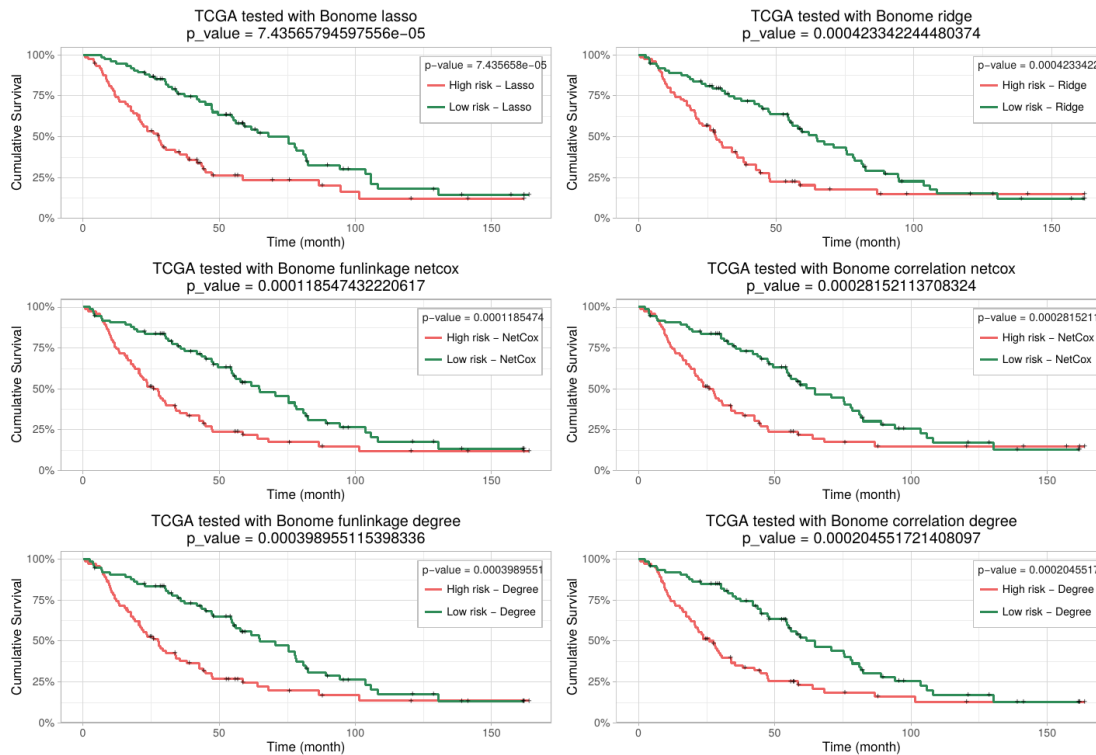 TCGA tested with Bonome lasso
p_value = 7.43565794597556e-05
Cumulative Survival
100%
75%
50%
25%
0%
p-value = 7.435658e-05
High risk - Lasso
Low risk - Lasso
0 50 100 150
Time (month)
TCGA tested with Bonome ridge
p_value = 0.000423342244480374
Cumulative Survival
100%
75%
50%
25%
0%
p-value = 0.0004233422
High risk - Ridge
Low risk - Ridge
0 50 100 150
Time (month)
TCGA tested with Bonome funlinkage netcox
p_value = 0.000118547432220617
Cumulative Survival
100%
75%
50%
25%
0%
p-value = 0.0001185474
High risk - NetCox
Low risk - NetCox
0 50 100 150
Time (month)
TCGA tested with Bonome correlation netcox
p_value = 0.00028152113708324
Cumulative Survival
100%
75%
50%
25%
0%
p-value = 0.0002815211
High risk - NetCox
Low risk - NetCox
0 50 100 150
Time (month)
TCGA tested with Bonome funlinkage degree
p_value = 0.000398955115398336
Cumulative Survival
100%
75%
50%
25%
0%
p-value = 0.0003989551
High risk - Degree
Low risk - Degree
0 50 100 150
Time (month)
TCGA tested with Bonome correlation degree
p_value = 0.000204551721408097
Cumulative Survival
100%
75%
50%
25%
0%
p-value = 0.0002045517
High risk - Degree
Low risk - Degree
0 50 100 150
Time (month)